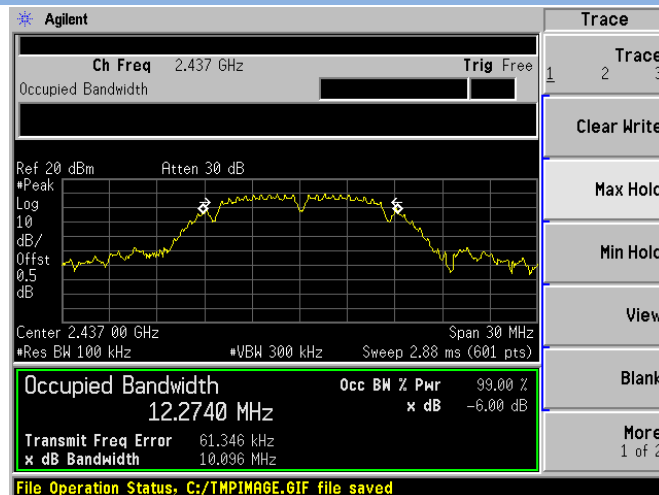 Agilent
Trace
Ch Freq 2.437 GHz
Trig Free
Occupied Bandwidth
Trace
1 2 3
Clear Write
Max Hold
Min Hold
View
Blank
More
1 of 2
Ref 20 dBm Atten 30 dB
#Peak
Log
10
dB/
Offst
0.5
dB
Center 2.437 00 GHz Span 30 MHz
#Res BW 100 kHz #VBW 300 kHz Sweep 2.88 ms (601 pts)
Occupied Bandwidth
12.2740 MHz
Occ BW % Pwr 99.00 %
x dB -6.00 dB
Transmit Freq Error 61.346 kHz
x dB Bandwidth 10.096 MHz
File Operation Status, C:/TMPIMAGE.GIF file saved